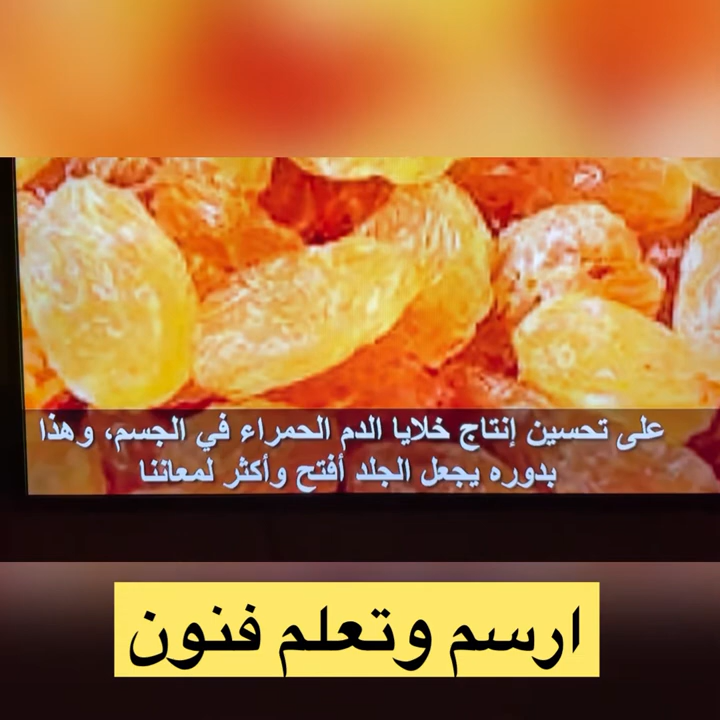 على تحسين إنتاج خلايا الدم الحمراء في الجسم، وهذا
بدوره يجعل الجلد أفتح وأكثر لمعاننا
ارسم وتعلم فنون